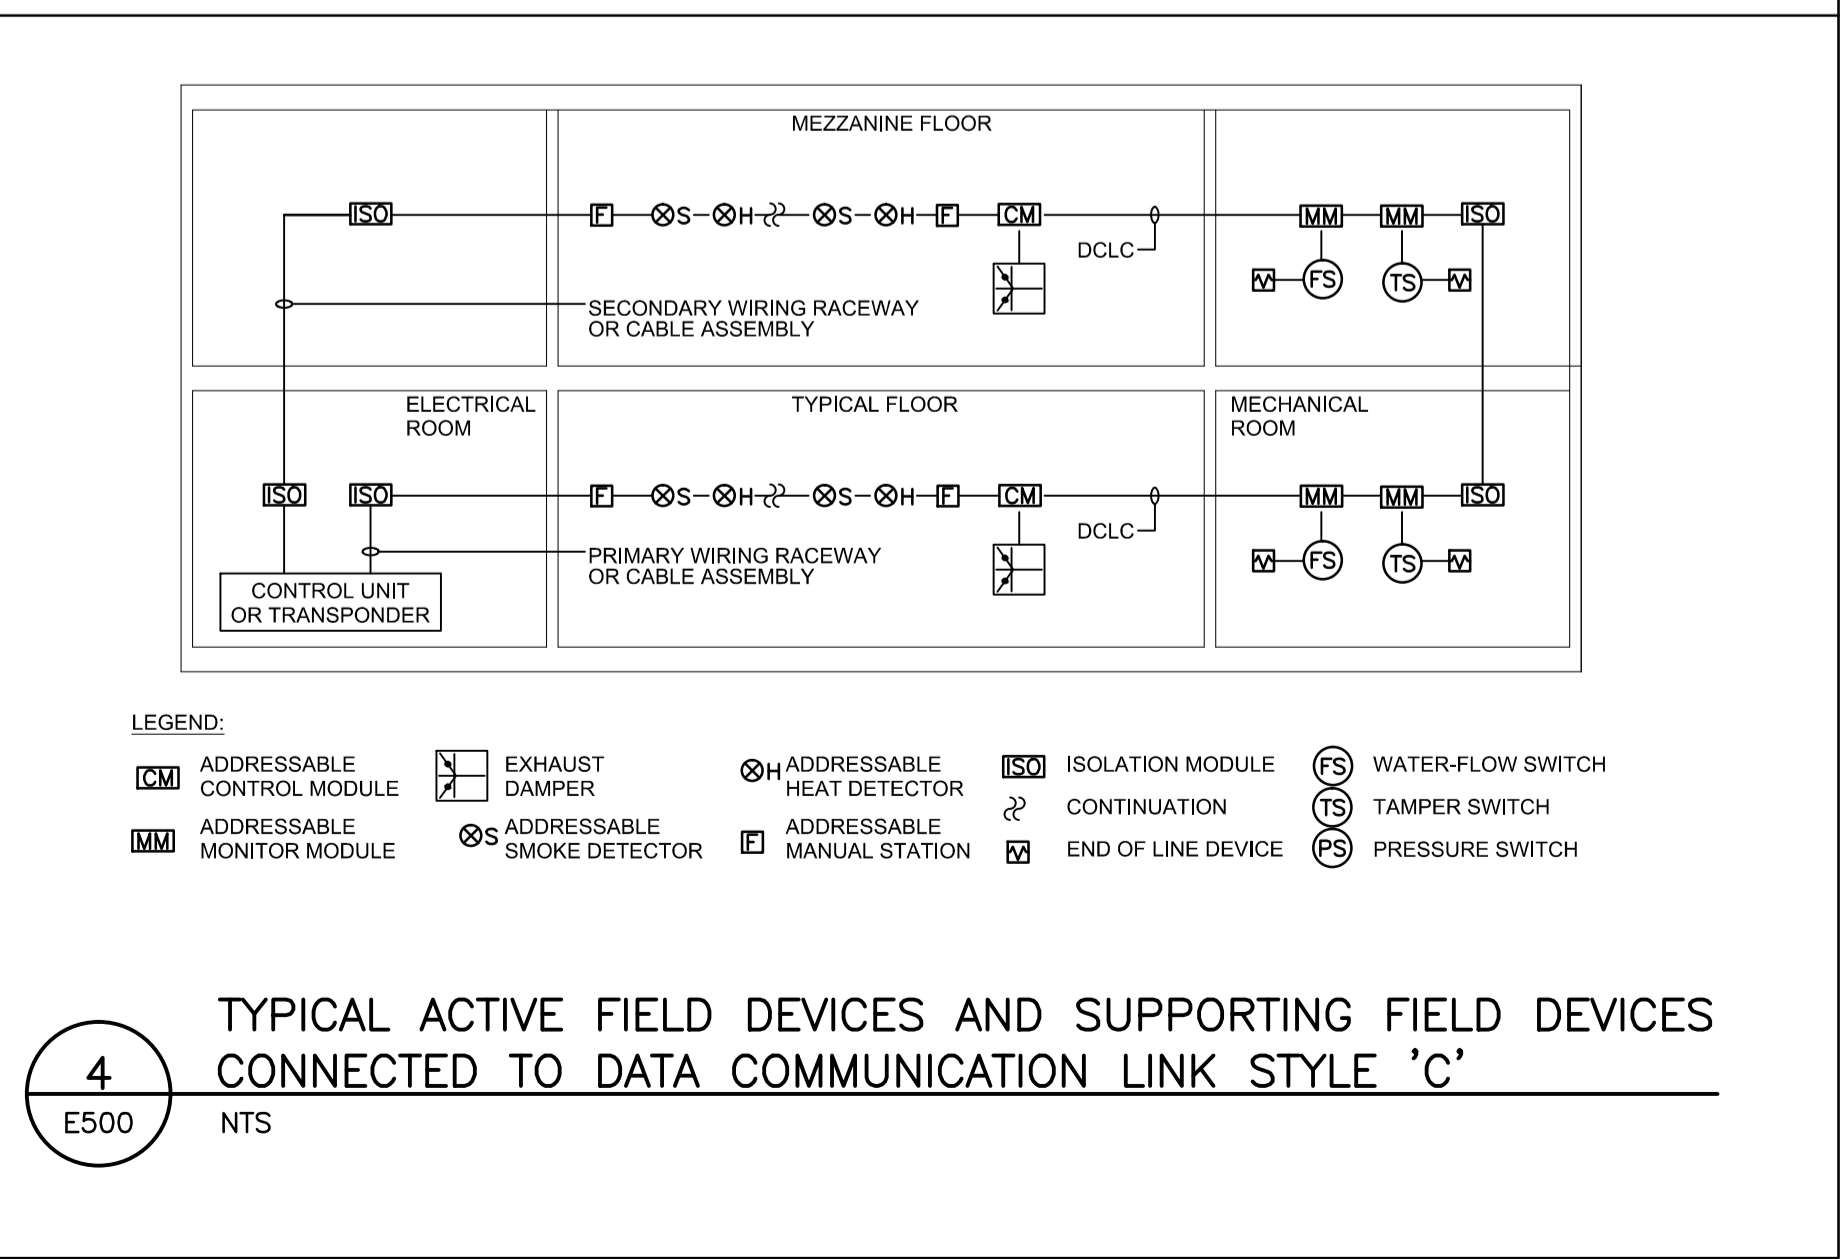 MEZZANINE FLOOR
ISO F S H S H F CM MM MM ISO
DCLC
FS TS
SECONDARY WIRING RACEWAY
OR CABLE ASSEMBLY
ELECTRICAL
ROOM
TYPICAL FLOOR
MECHANICAL
ROOM
ISO ISO F S H S H F CM MM MM ISO
DCLC
FS TS
PRIMARY WIRING RACEWAY
OR CABLE ASSEMBLY
CONTROL UNIT
OR TRANSPONDER
LEGEND:
CM ADDRESSABLE
CONTROL MODULE
MM ADDRESSABLE
MONITOR MODULE
EXHAUST
DAMPER
S ADDRESSABLE
SMOKE DETECTOR
H ADDRESSABLE
HEAT DETECTOR
F ADDRESSABLE
MANUAL STATION
ISO ISOLATION MODULE
CONTINUATION
END OF LINE DEVICE
FS WATER-FLOW SWITCH
TS TAMPER SWITCH
PS PRESSURE SWITCH
TYPICAL ACTIVE FIELD DEVICES AND SUPPORTING FIELD DEVICES
CONNECTED TO DATA COMMUNICATION LINK STYLE 'C'
4
E500
NTS